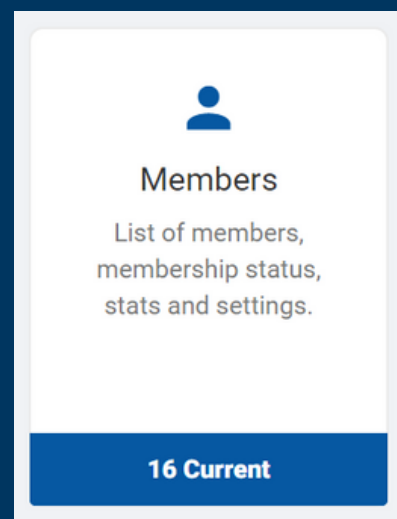 Members
List of members,
membership status,
stats and settings.
16 Current